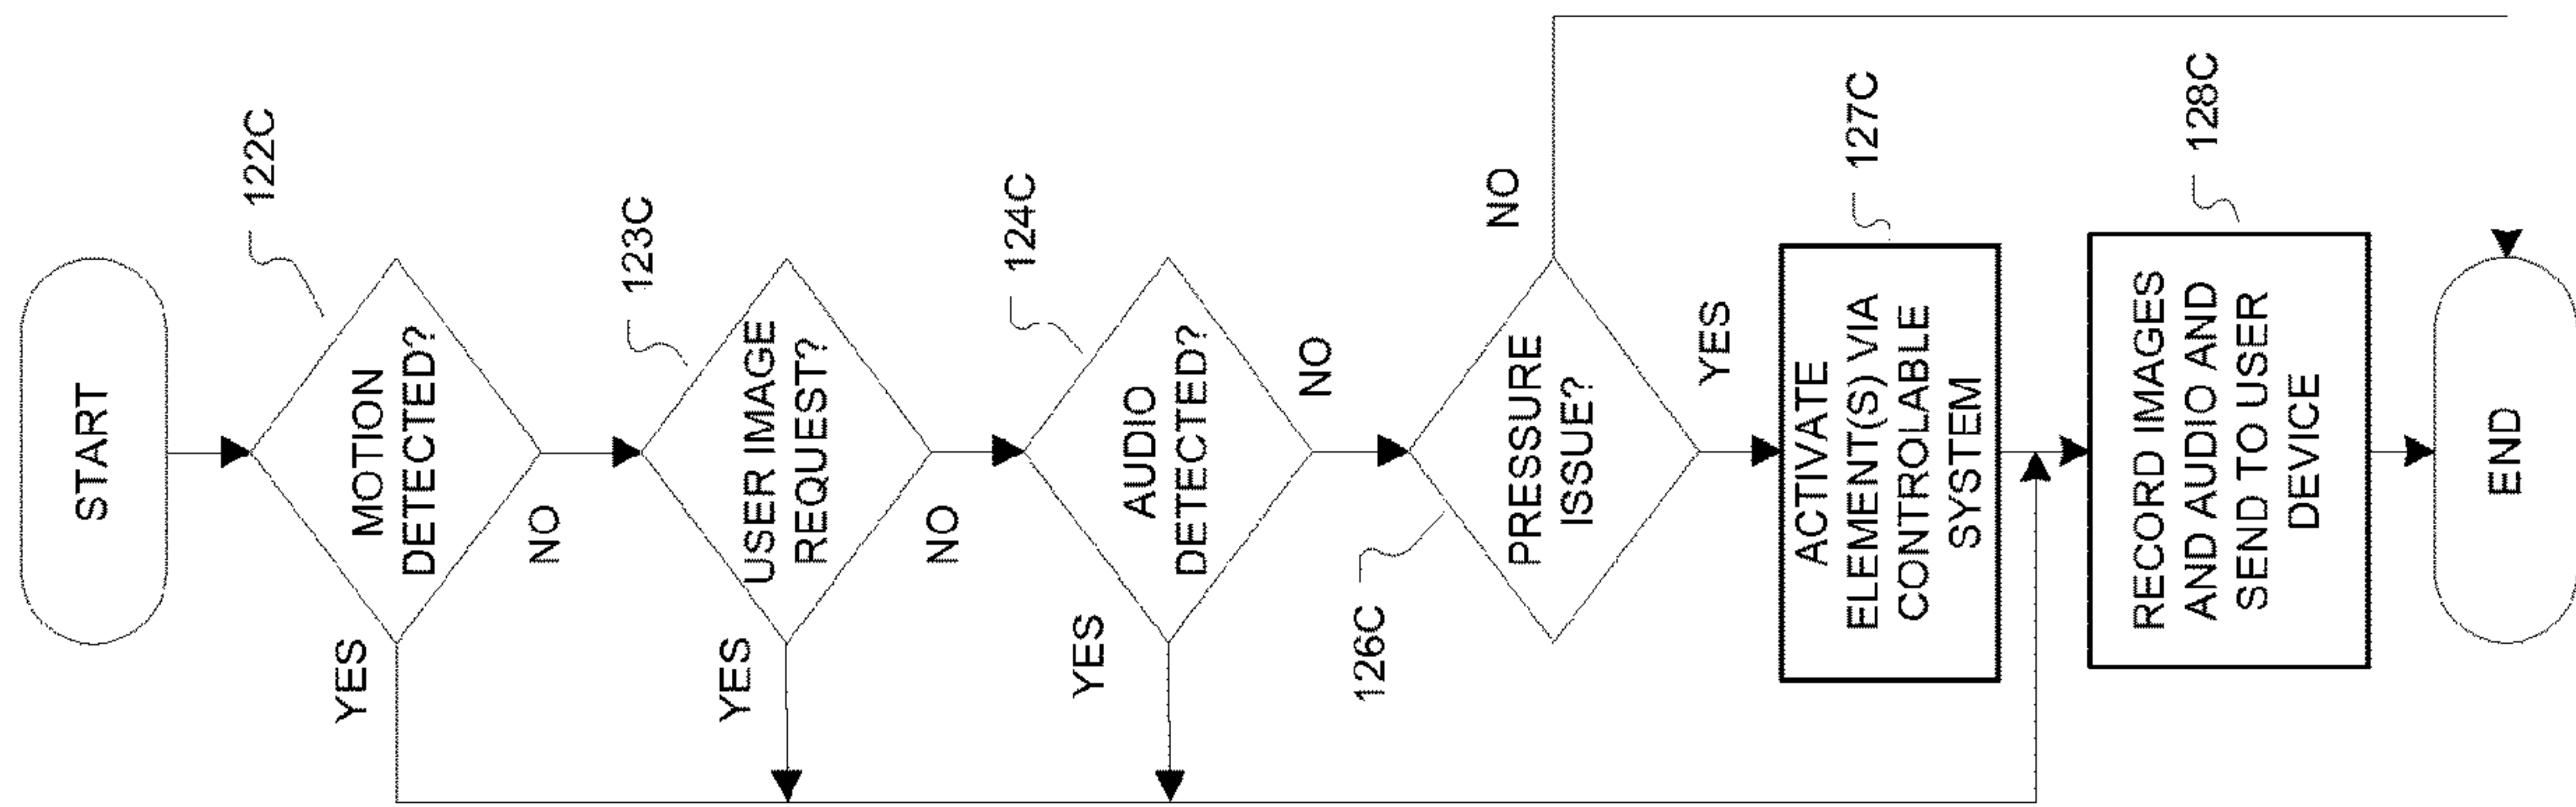 START
122C
MOTION
DETECTED?
YES
NO
123C
USER IMAGE
REQUEST?
YES
NO
124C
AUDIO
DETECTED?
YES
NO
126C
PRESSURE
ISSUE?
NO
YES
127C
ACTIVATE
ELEMENT(S) VIA
CONTROLABLE
SYSTEM
128C
RECORD IMAGES
AND AUDIO AND
SEND TO USER
DEVICE
END